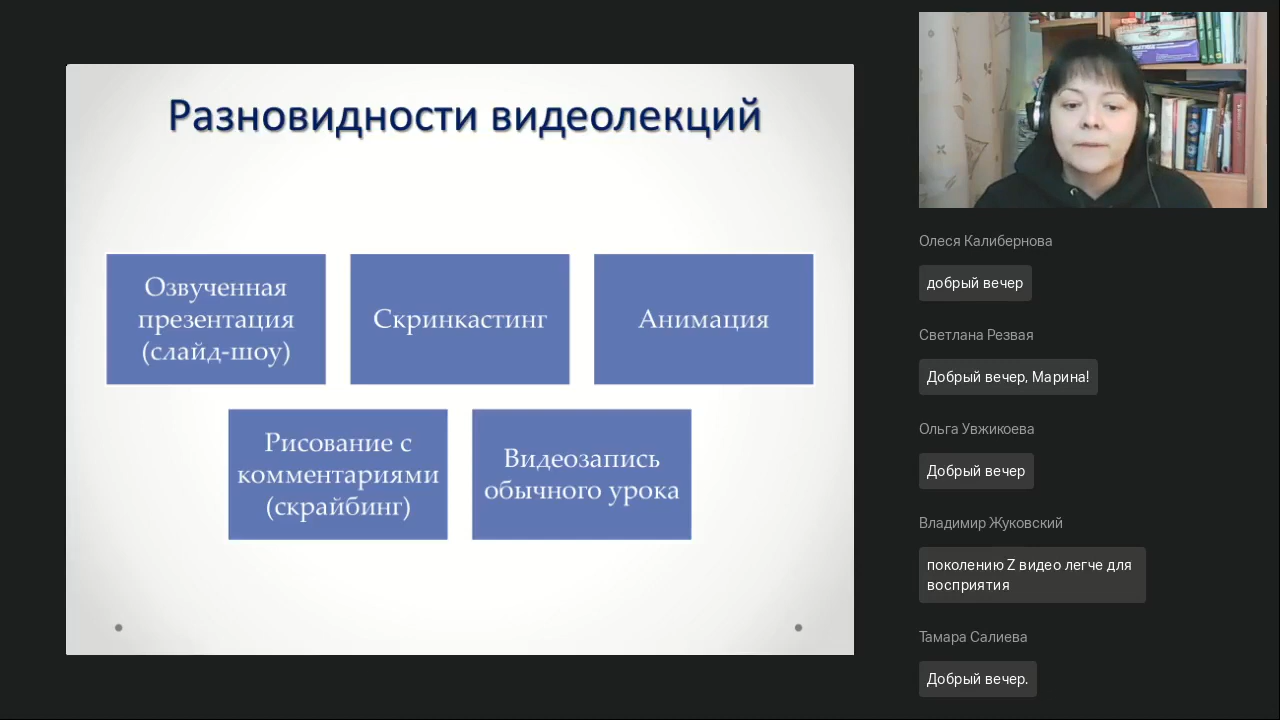 Разновидности видеолекций
Озвученная
презентация
(слайд-шоу)
Скринкастинг
Анимация
Рисование с
комментариями
(скрайбинг)
Видеозапись
обычного урока
Олеся Калибернова
добрый вечер
Светлана Резвая
Добрый вечер, Марина!
Ольга Увжикоева
Добрый вечер
Владимир Жуковский
поколению Z видео легче для
восприятия
Тамара Салиева
Добрый вечер.